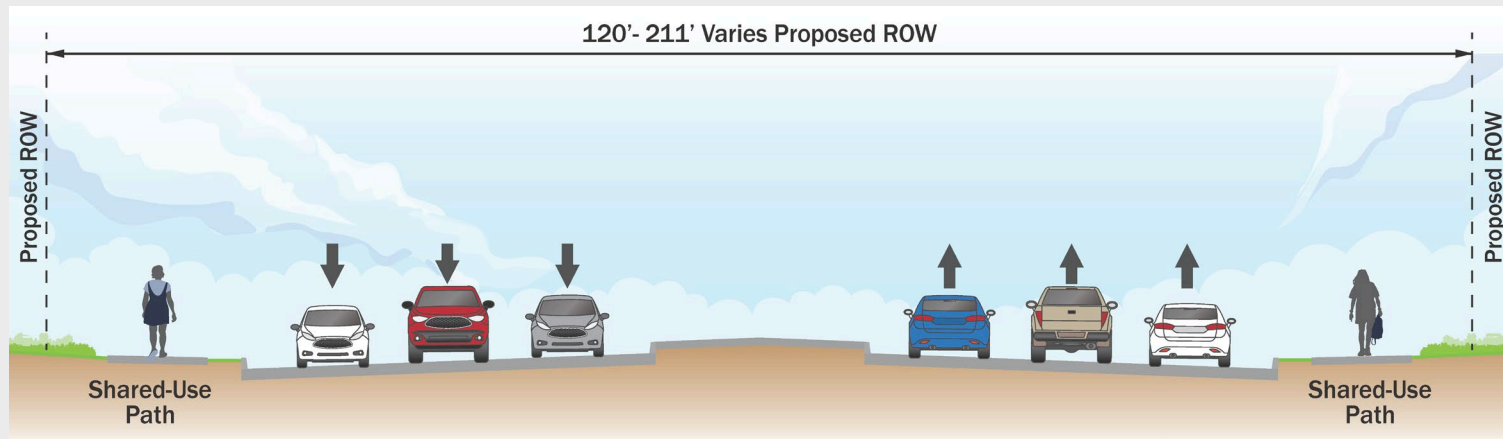 120’- 211’ Varies Proposed ROW
Proposed ROW
Proposed ROW
Shared-Use
Path
Shared-Use
Path